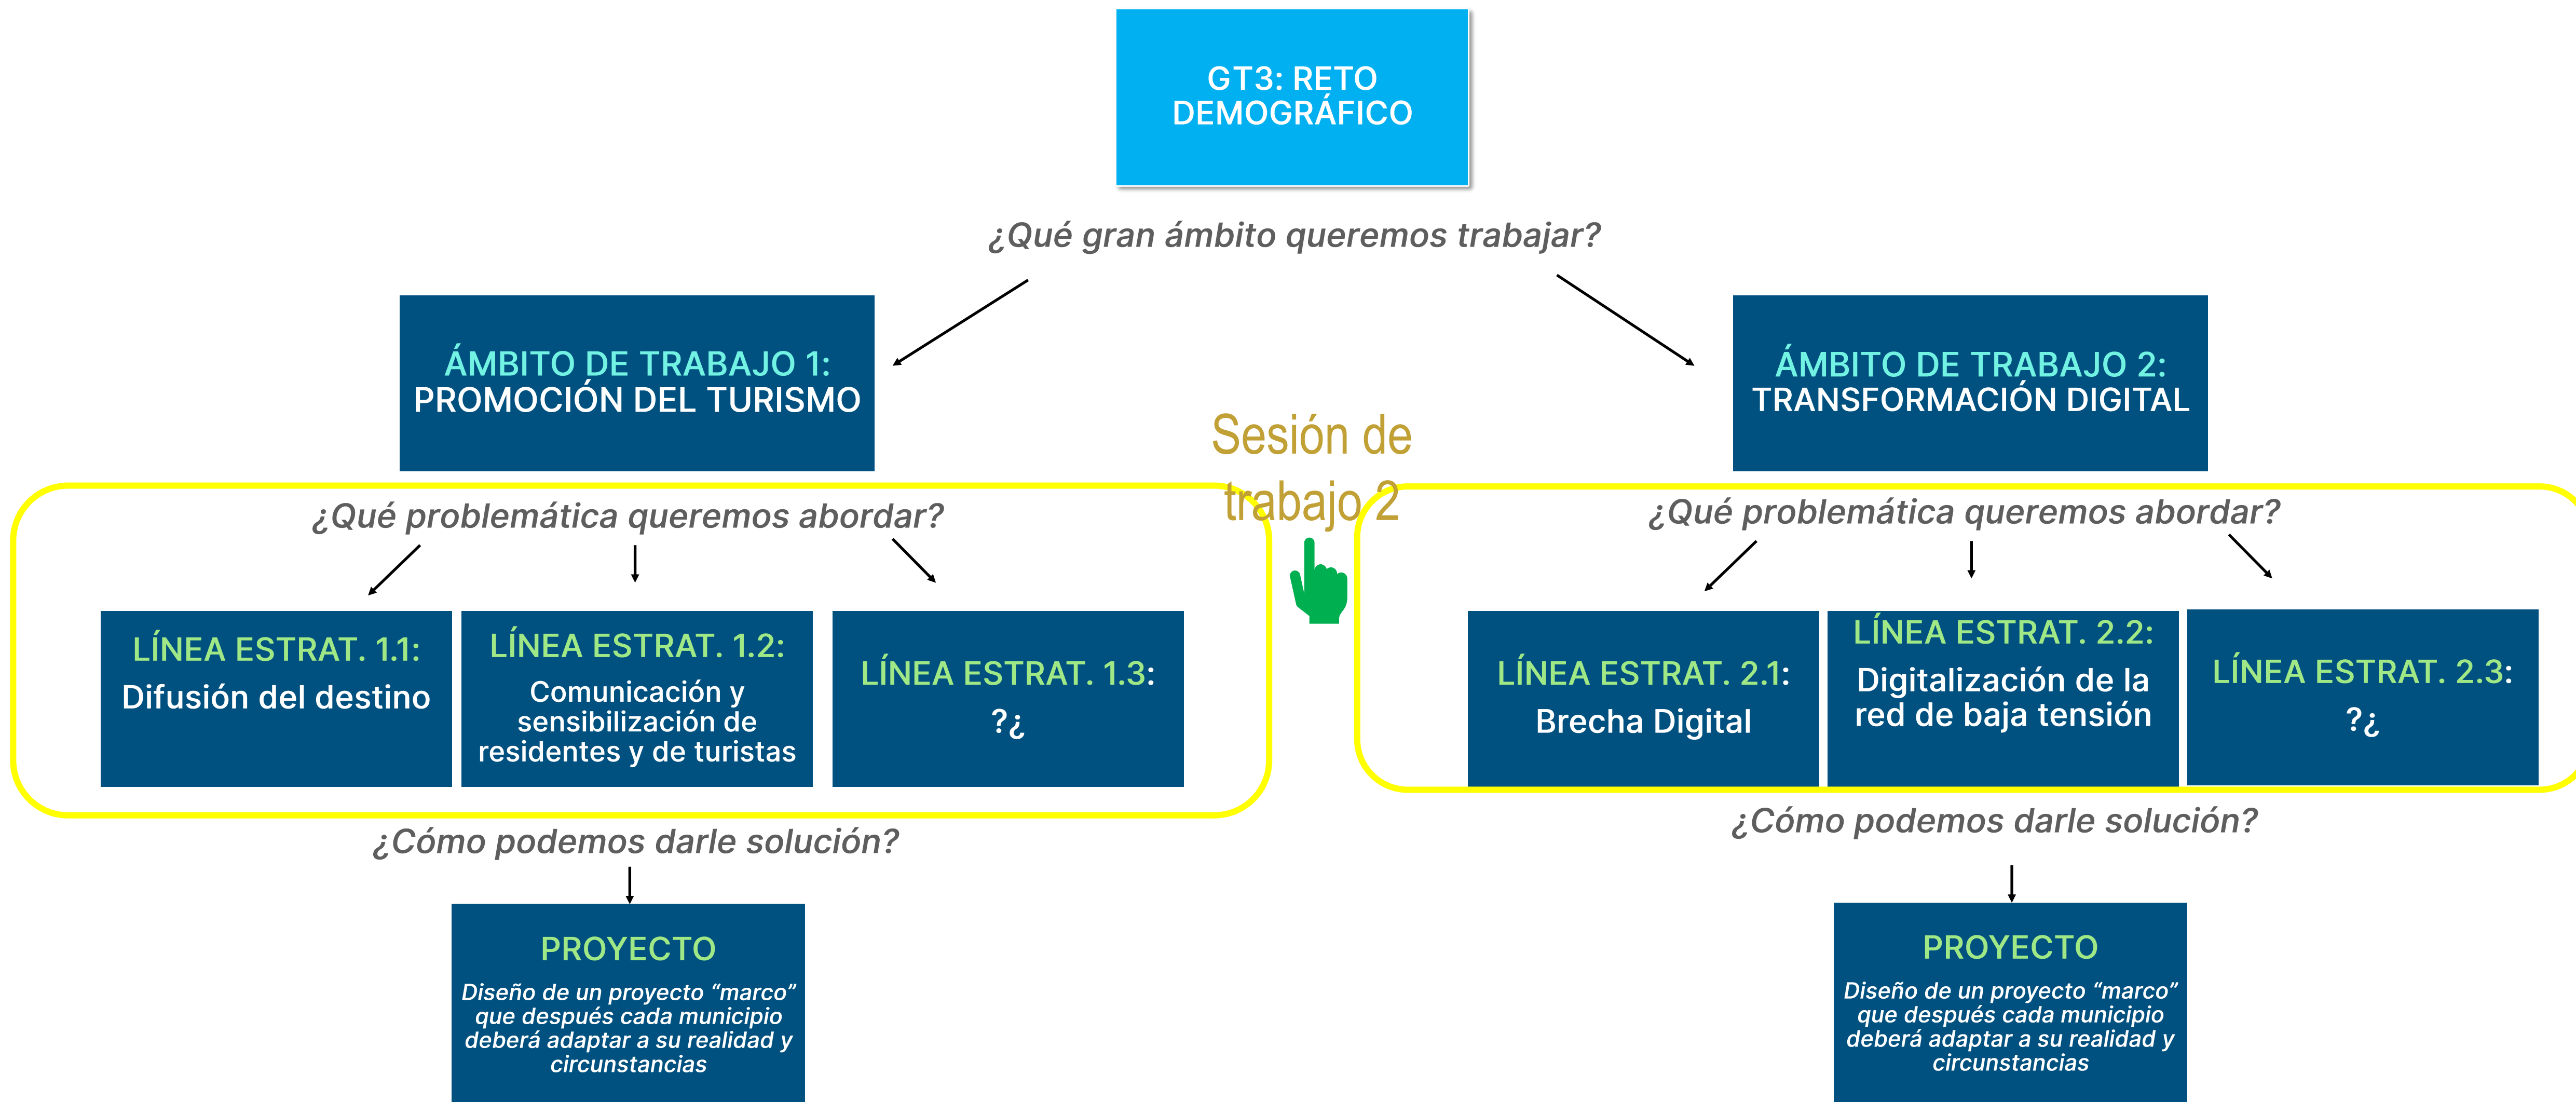 GT3: RETO
DEMOGRÁFICO
¿Qué gran ámbito queremos trabajar?
ÁMBITO DE TRABAJO 1:
PROMOCIÓN DEL TURISMO
ÁMBITO DE TRABAJO 2:
TRANSFORMACIÓN DIGITAL
Sesión de
trabajo 2
¿Qué problemática queremos abordar?
LÍNEA ESTRAT. 1.1:
Difusión del destino
LÍNEA ESTRAT. 1.2:
Comunicación y
sensibilización de
residentes y de turistas
LÍNEA ESTRAT. 1.3:
?¿
¿Cómo podemos darle solución?
PROYECTO
Diseño de un proyecto “marco”
que después cada municipio
deberá adaptar a su realidad y
circunstancias
¿Qué problemática queremos abordar?
LÍNEA ESTRAT. 2.1:
Brecha Digital
LÍNEA ESTRAT. 2.2:
Digitalización de la
red de baja tensión
LÍNEA ESTRAT. 2.3:
?¿
¿Cómo podemos darle solución?
PROYECTO
Diseño de un proyecto “marco”
que después cada municipio
deberá adaptar a su realidad y
circunstancias